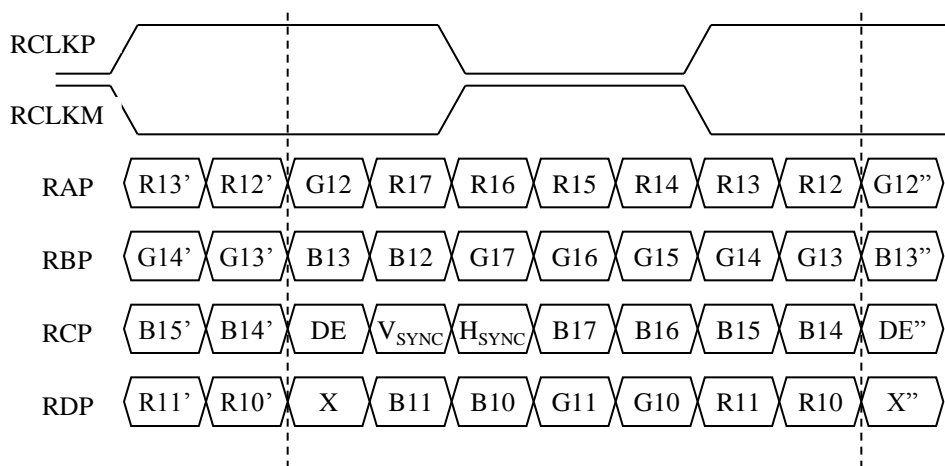 RCLKP
RCLKM
RAP R13’ R12’ G12 R17 R16 R15 R14 R13 R12 G12”
RBP G14’ G13’ B13 B12 G17 G16 G15 G14 G13 B13”
RCP B15’ B14’ DE VSYNC HSYNC B17 B16 B15 B14 DE”
RDP R11’ R10’ X B11 B10 G11 G10 R11 R10 X”